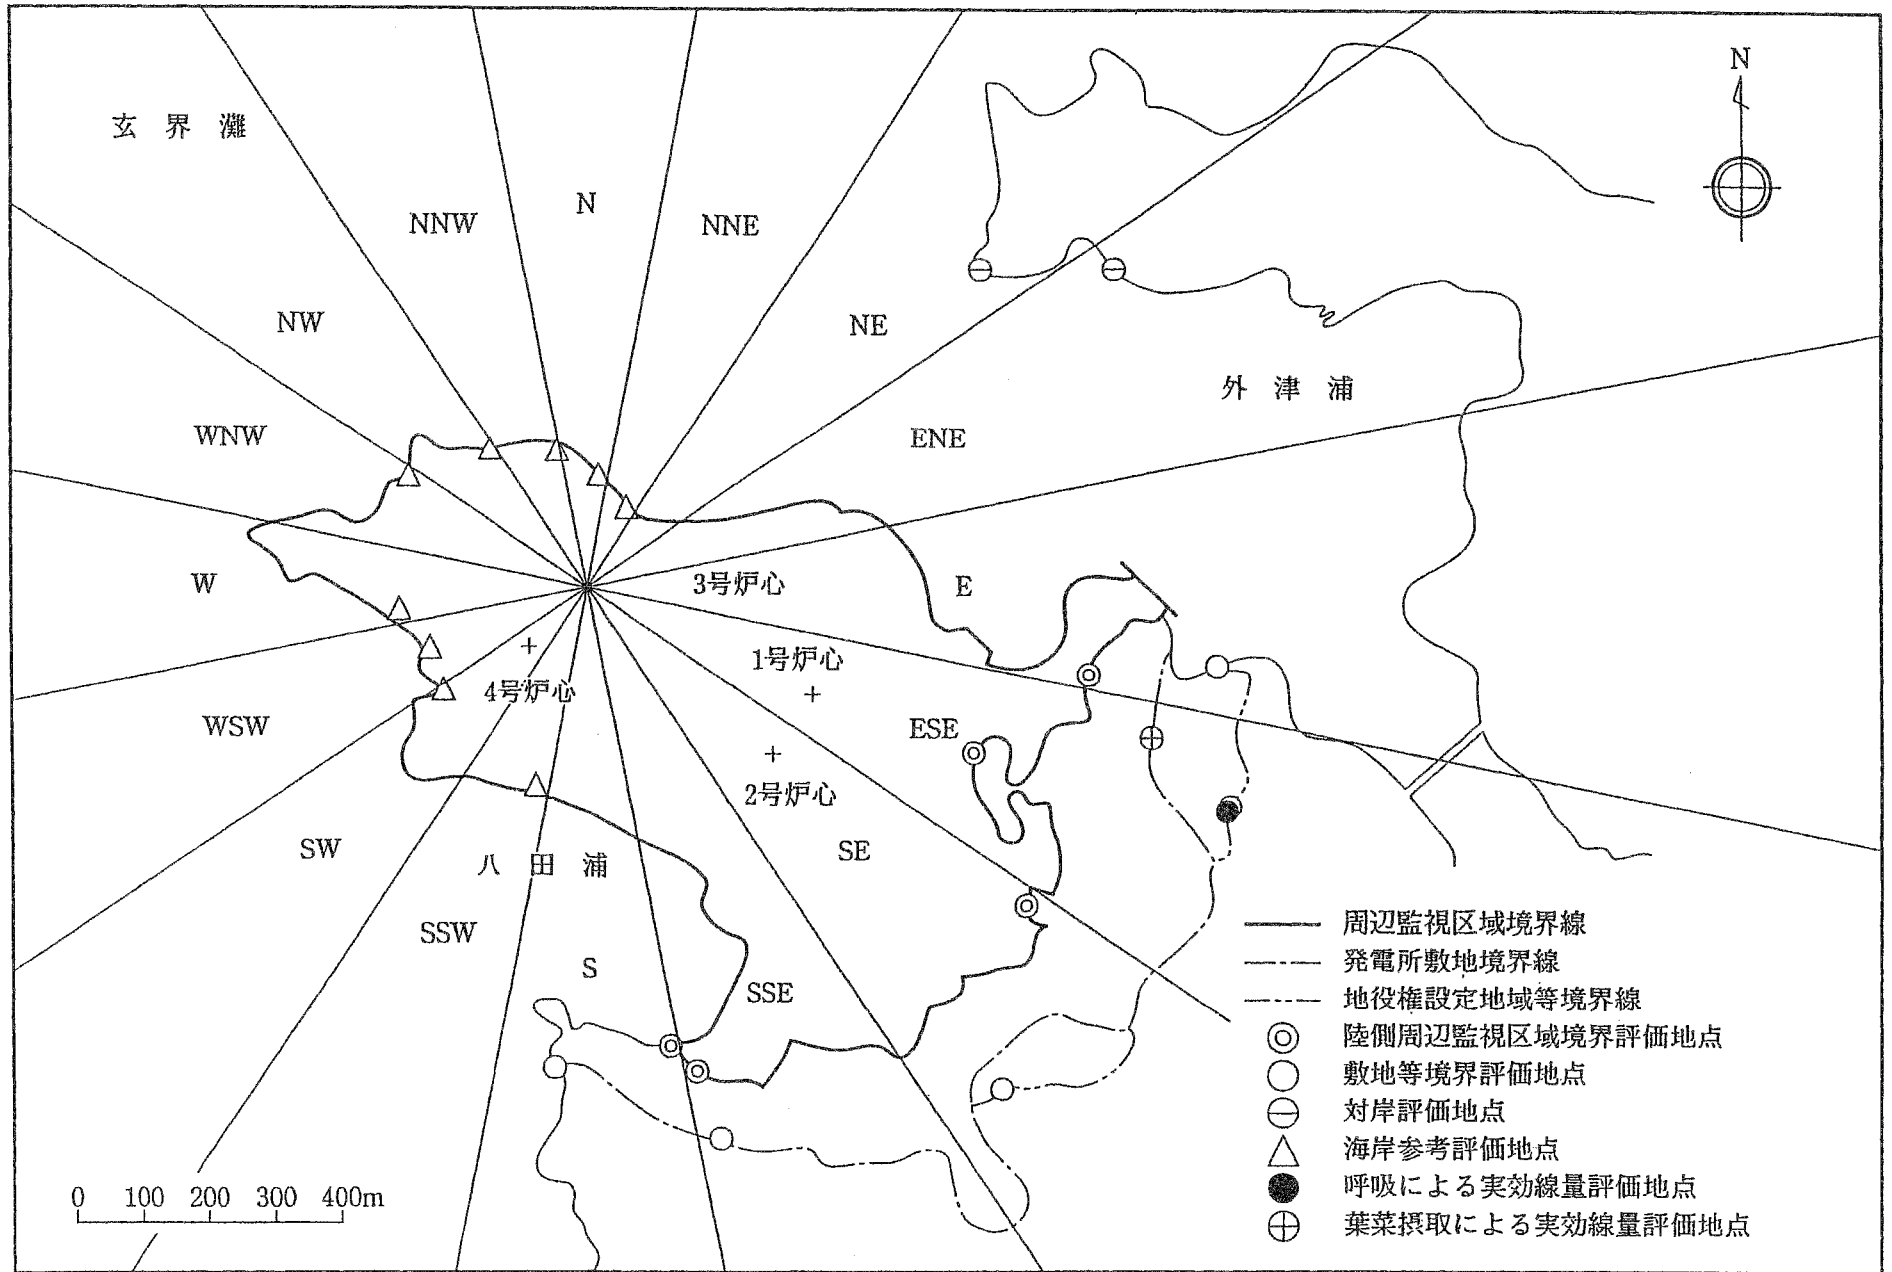 玄界灘
N
NNW
N
NNE
NW
NE
外津浦
WNW
ENE
W
3号炉心
E
1号炉心
4号炉心
WSW
ESE
2号炉心
SW
SE
八田浦
SSW
S
SSE
周辺監視区域境界線
発電所敷地境界線
地役権設定地域等境界線
陸側周辺監視区域境界評価地点
敷地等境界評価地点
対岸評価地点
海岸参考評価地点
呼吸による実効線量評価地点
葉菜摂取による実効線量評価地点
0 100 200 300 400m